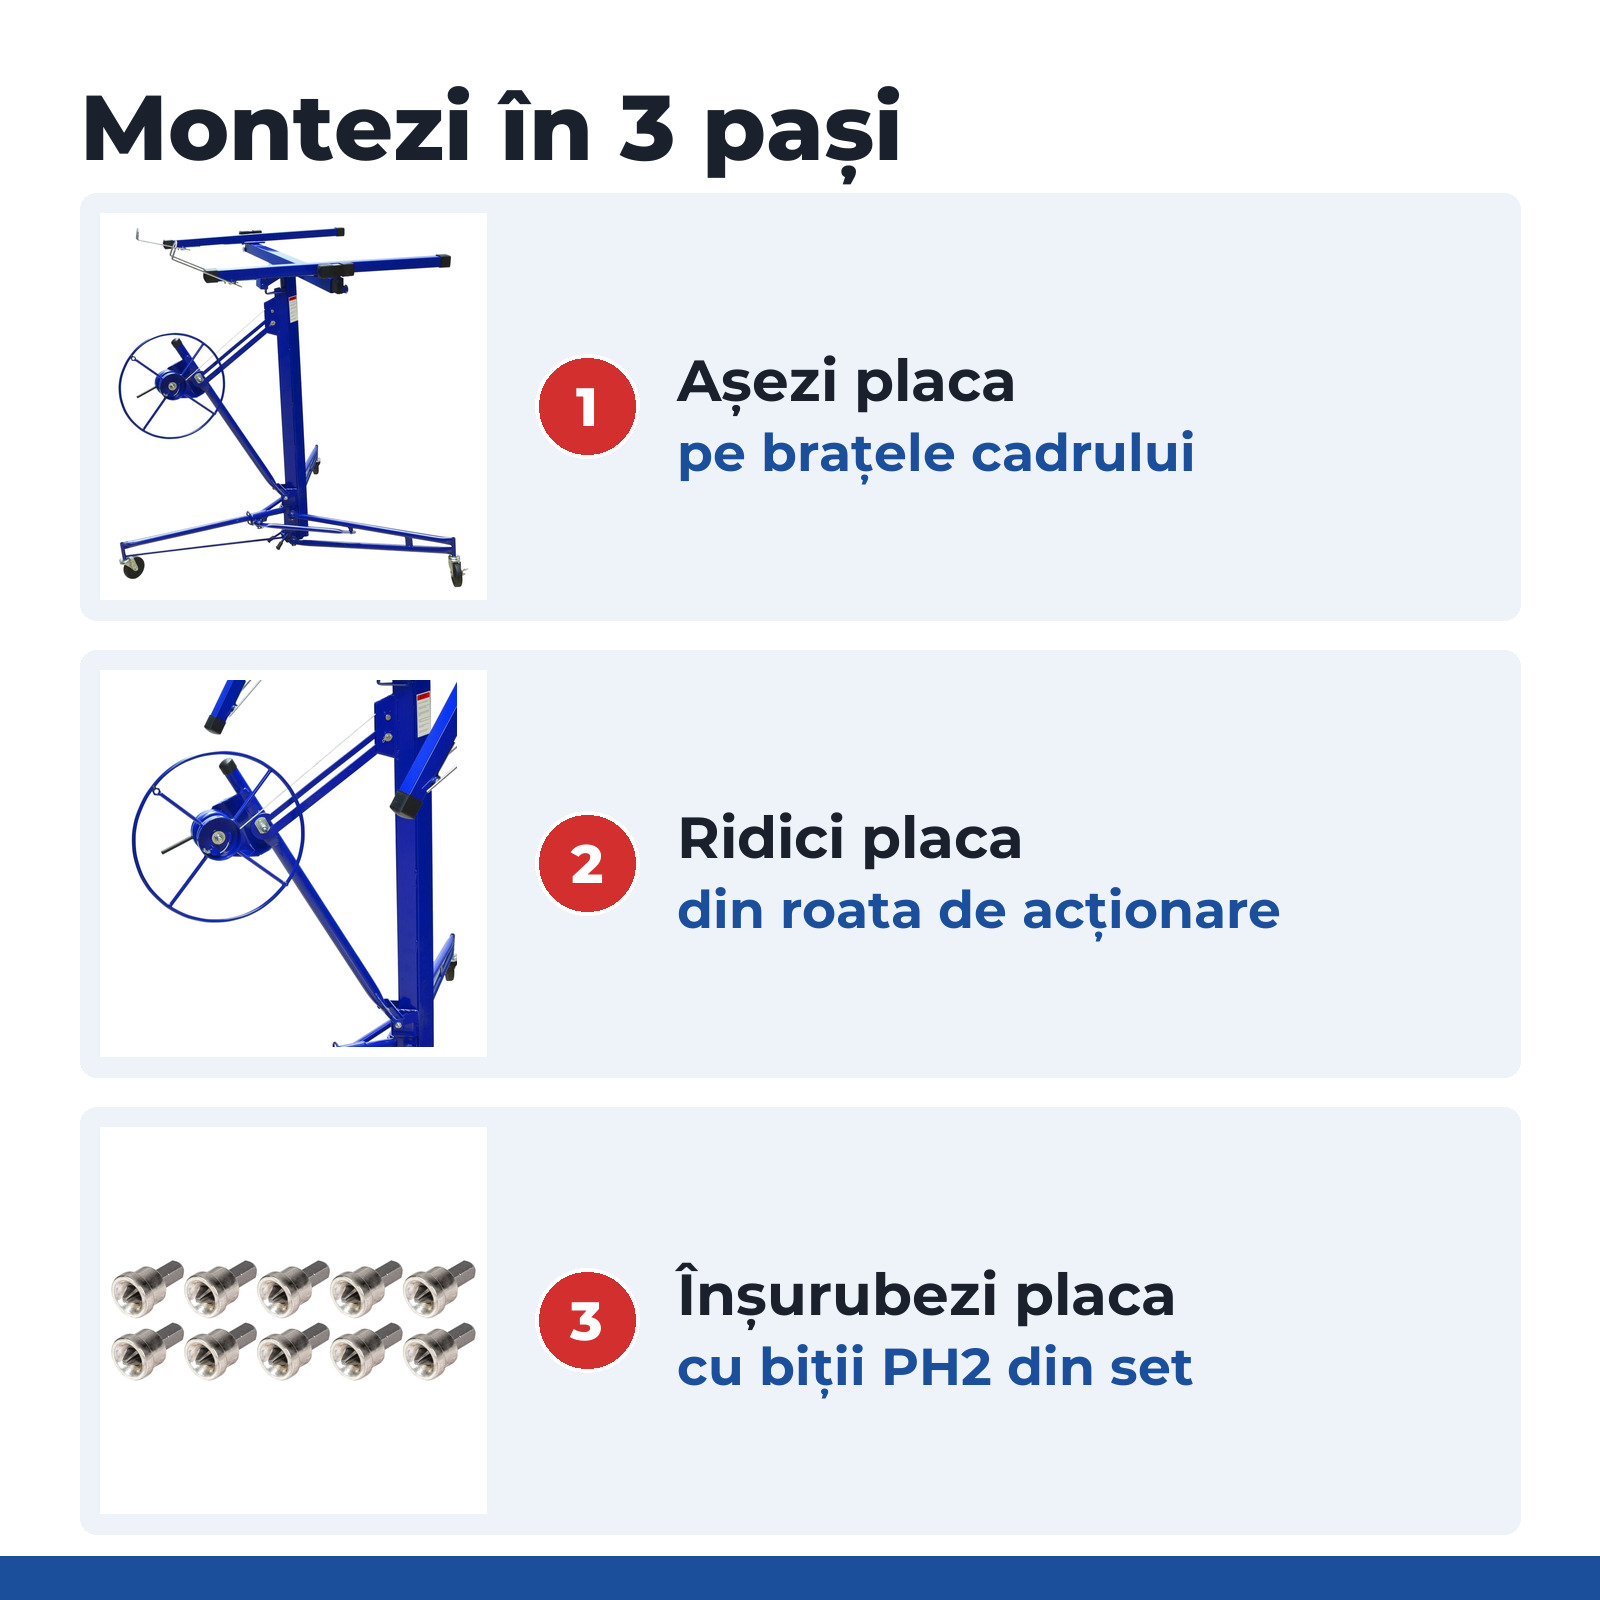 Montezi în 3 pași
1
Așezi placa
pe brațele cadrului
2
Ridici placa
din roata de acționare
3
Înșurubezi placa
cu biții PH2 din set